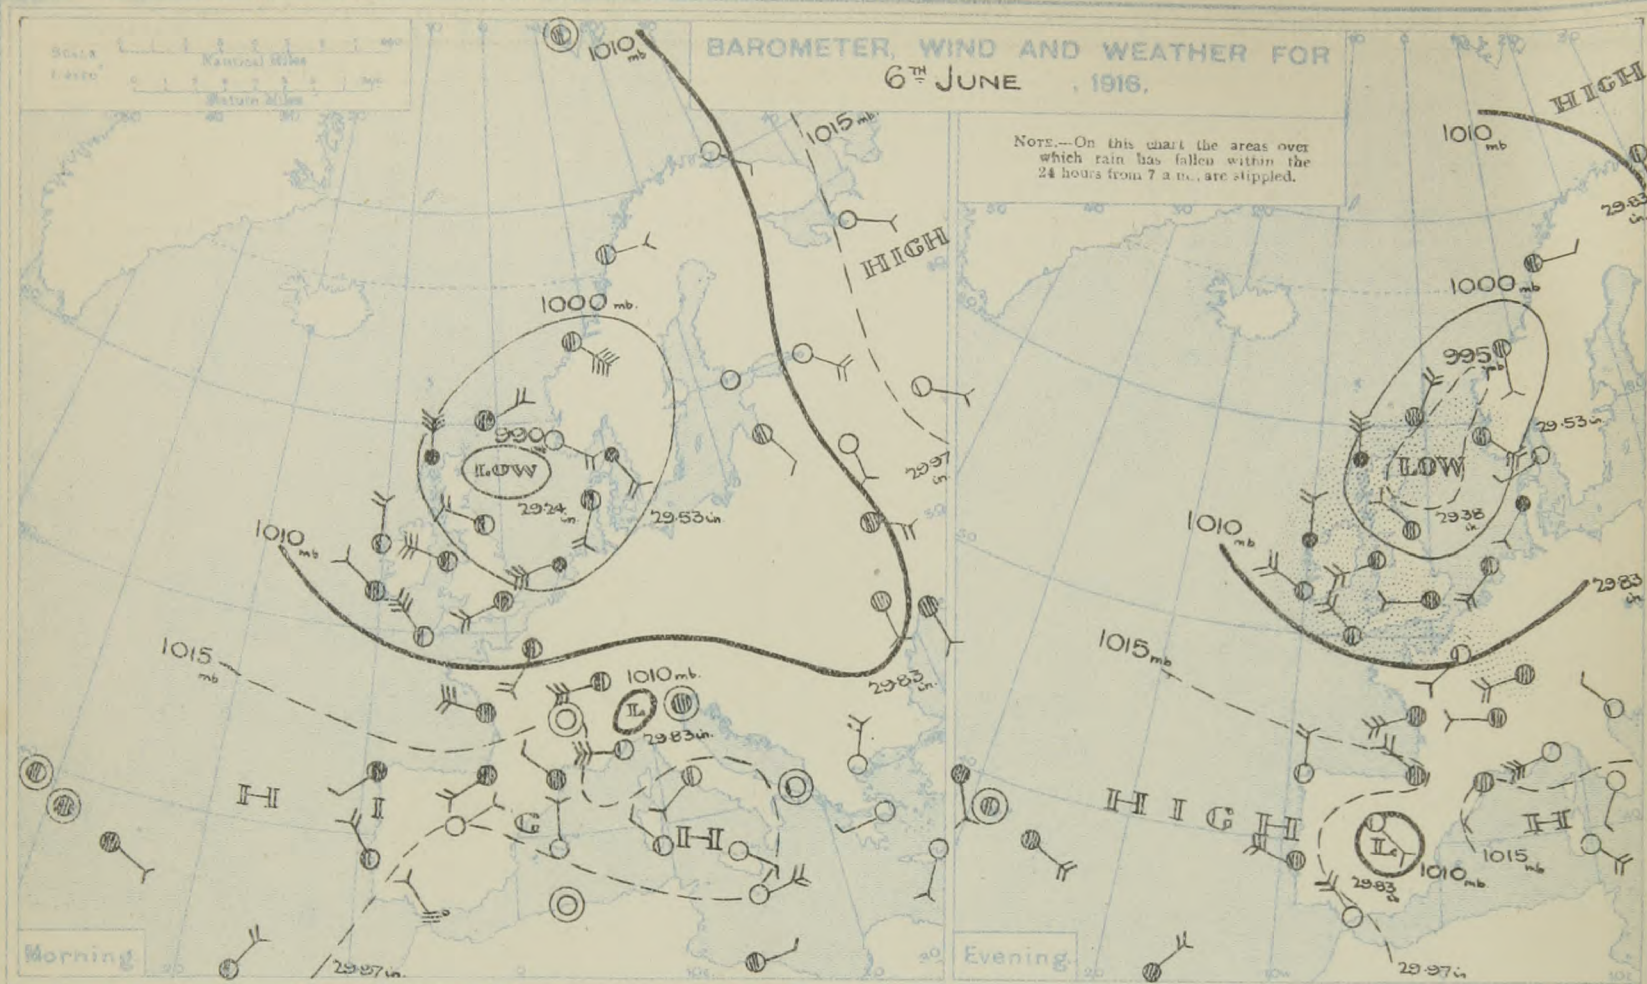 BAROMETER, WIND AND WEATHER FOR
6TH JUNE , 1916.
NOTE.—On this chart the areas over
which rain has fallen within the
24 hours from 7 a.m., are stippled.
Nautical Miles
1010 mb
1015 mb.
HIGH
1000 mb.
990
LOW
29·24 in.
29·53 in.
29·97 in.
1010 mb
1015 mb
29·83 in.
1010 mb.
L
29·83 in.
H I G H
29·97 in.
Morning
HIGH
1010 mb
29·83 in.
1000 mb
995 mb
29·53 in
LOW
29·38 in
1010 mb
29·83 in
1015 mb
HIGH
L
1010 mb
29·83 in
1015 mb
H
29·97 in
Evening